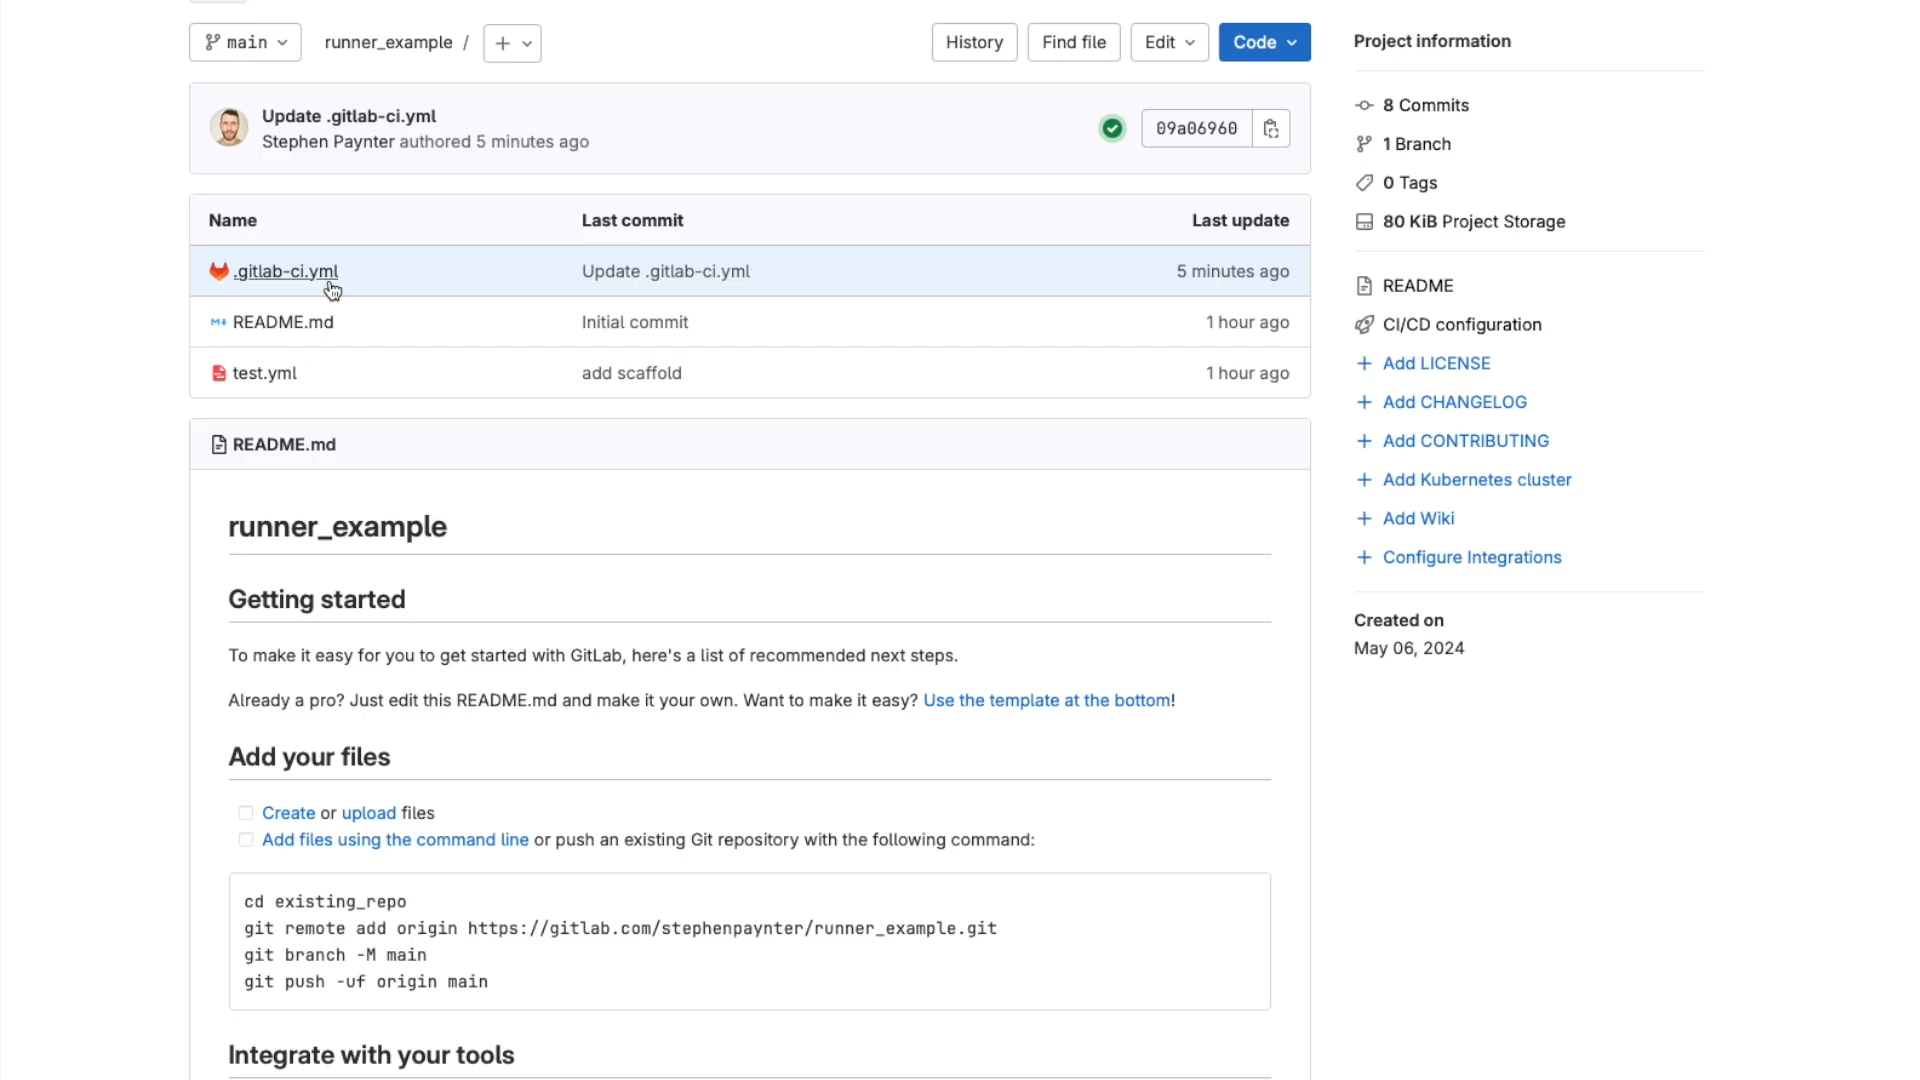 main
runner_example /
History
Find file
Edit
Code
Update .gitlab-ci.yml
Stephen Paynter authored 5 minutes ago
09a06960
Name Last commit Last update
.gitlab-ci.yml Update .gitlab-ci.yml 5 minutes ago
README.md Initial commit 1 hour ago
test.yml add scaffold 1 hour ago
README.md
runner_example
Getting started
To make it easy for you to get started with GitLab, here's a list of recommended next steps.
Already a pro? Just edit this README.md and make it your own. Want to make it easy? Use the template at the bottom!
Add your files
Create or upload files
Add files using the command line or push an existing Git repository with the following command:
cd existing_repo
git remote add origin https://gitlab.com/stephenpaynter/runner_example.git
git branch -M main
git push -uf origin main
Integrate with your tools
Project information
8 Commits
1 Branch
0 Tags
80 KiB Project Storage
README
CI/CD configuration
Add LICENSE
Add CHANGELOG
Add CONTRIBUTING
Add Kubernetes cluster
Add Wiki
Configure Integrations
Created on
May 06, 2024